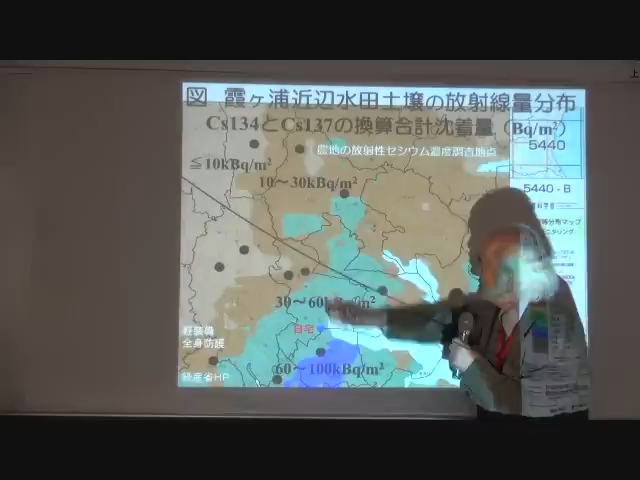 図 霞ヶ浦近辺水田土壌の放射線量分布
Cs134とCs137の換算合計沈着量（Bq/m²）
5440
農地の放射性セシウム濃度調査地点
≦10kBq/m²
10〜30kBq/m²
5440 - B
30〜60kBq/m²
自宅
軽装備
全身防護
60〜100kBq/m²
経産省HP